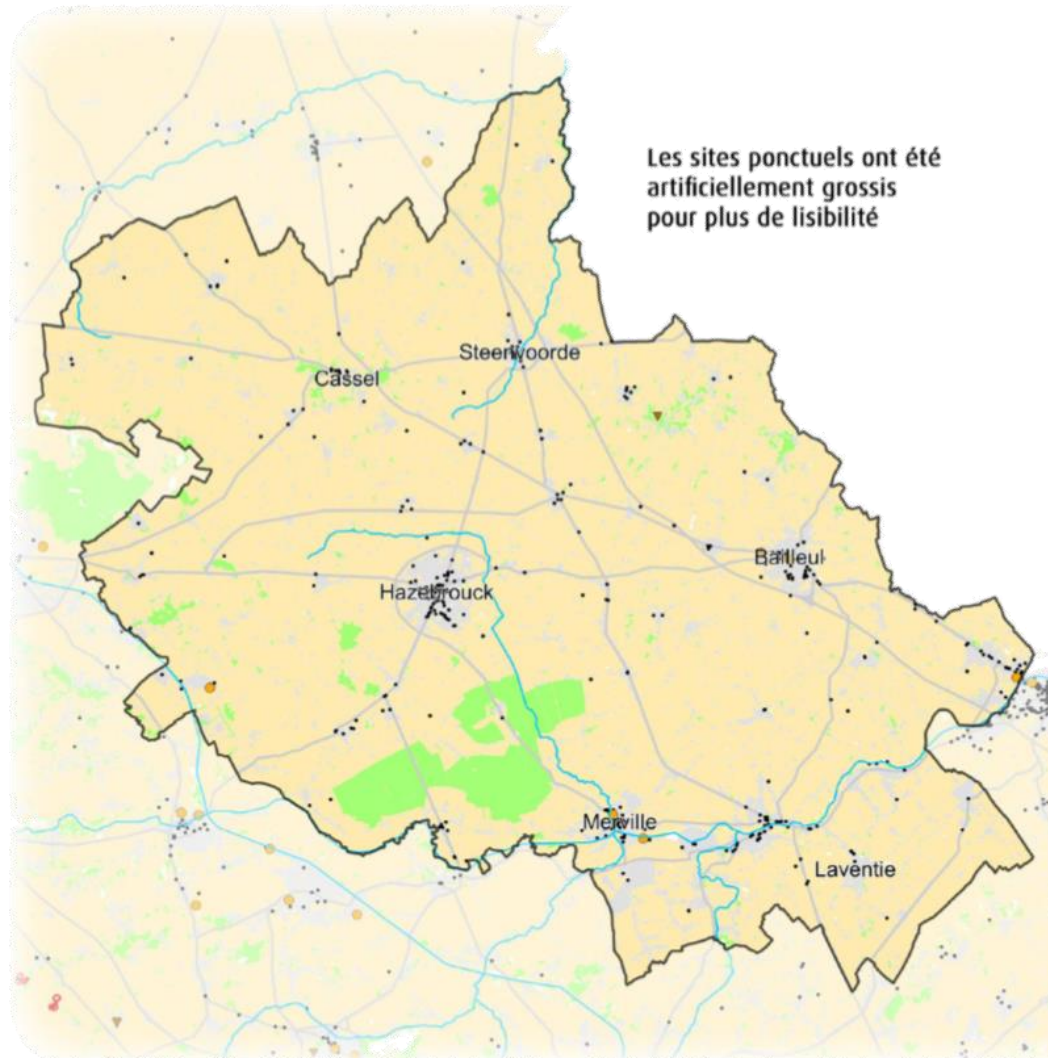 Les sites ponctuels ont été
artificiellement grossis
pour plus de lisibilité
Steenvoorde
Cassel
Bailleul
Hazebrouck
Merville
Laventie